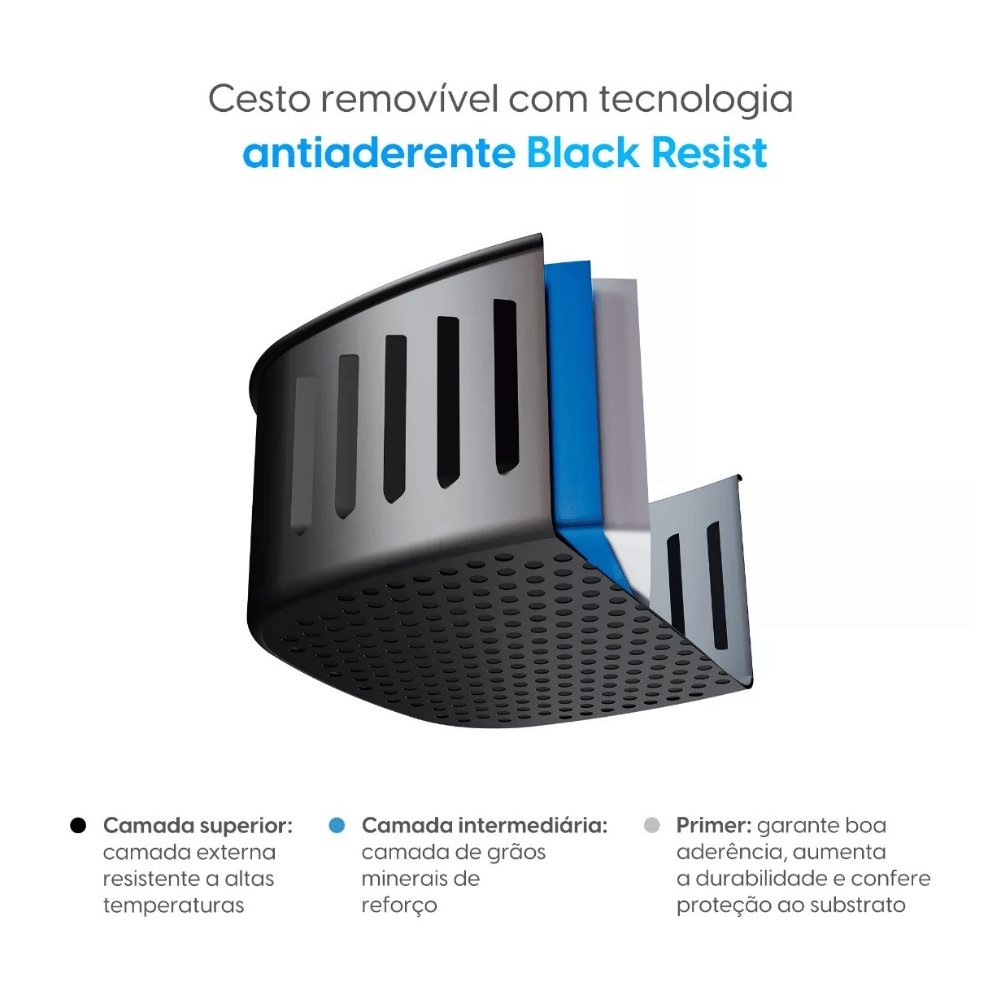 Cesto removível com tecnologia
antiaderente Black Resist
Camada superior:
camada externa
resistente a altas
temperaturas
Camada intermediária:
camada de grãos
minerais de
reforço
Primer: garante boa
aderência, aumenta
a durabilidade e confere
proteção ao substrato